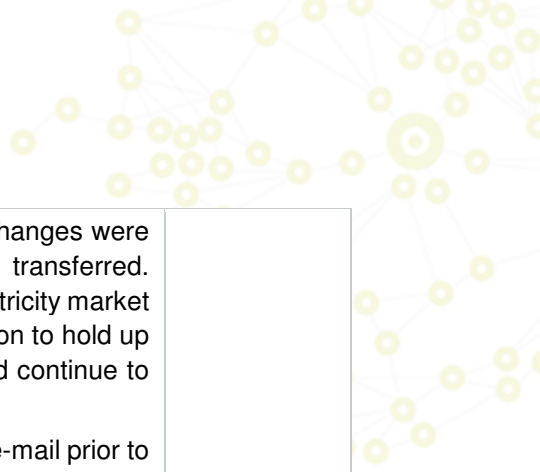 hanges were
transferred.
tricity market
on to hold up
d continue to
e-mail prior to